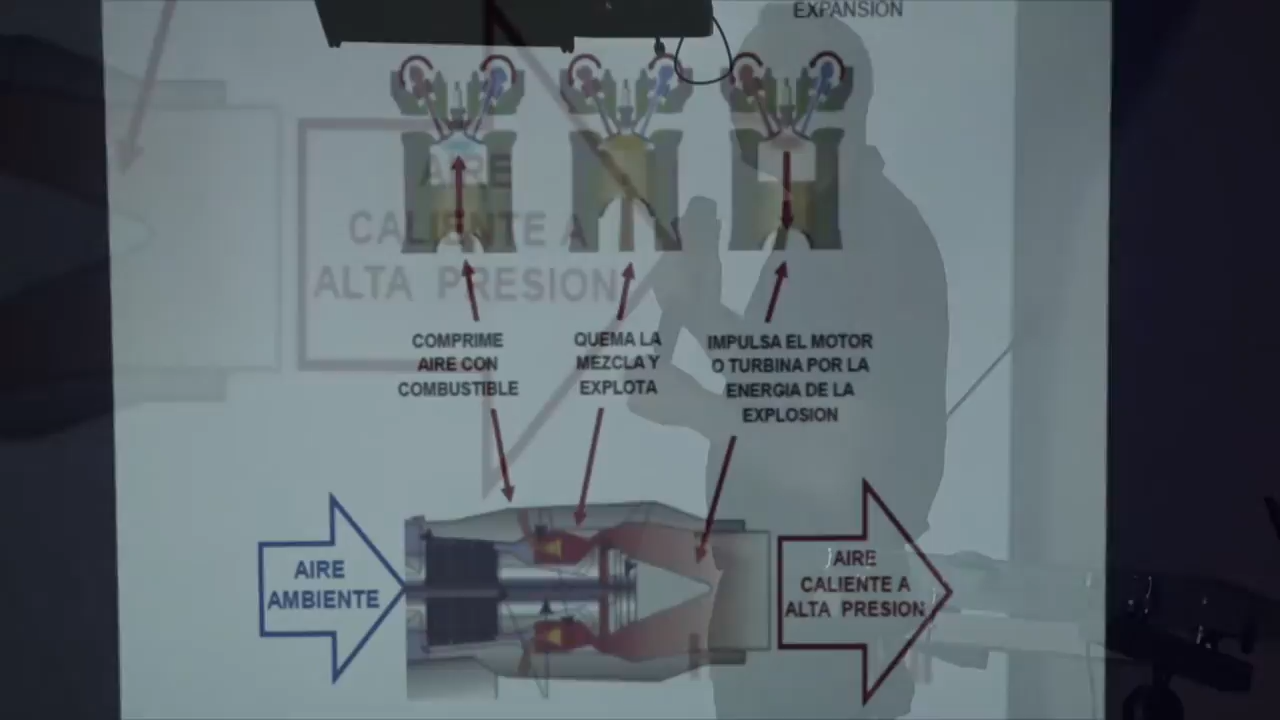 EXPANSION
AIRE
CALIENTE A
ALTA PRESION
COMPRIME
AIRE CON
COMBUSTIBLE
QUEMA LA
MEZCLA Y
EXPLOTA
IMPULSA EL MOTOR
O TURBINA POR LA
ENERGIA DE LA
EXPLOSION
AIRE
AMBIENTE
AIRE
CALIENTE A
ALTA PRESION